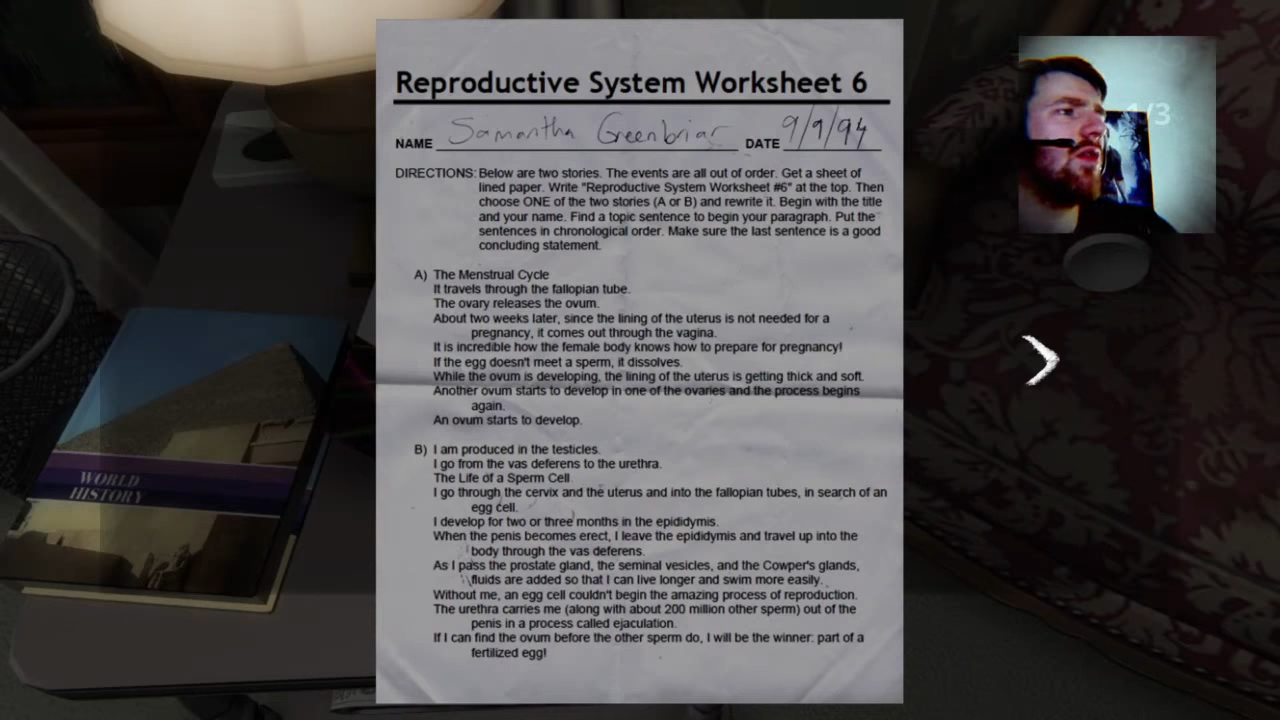 Reproductive System Worksheet 6
NAME Samantha Greenbriar DATE 9/9/94
DIRECTIONS: Below are two stories. The events are all out of order. Get a sheet of
lined paper. Write "Reproductive System Worksheet #6" at the top. Then
choose ONE of the two stories (A or B) and rewrite it. Begin with the title
and your name. Find a topic sentence to begin your paragraph. Put the
sentences in chronological order. Make sure the last sentence is a good
concluding statement.
A) The Menstrual Cycle
It travels through the fallopian tube.
The ovary releases the ovum.
About two weeks later, since the lining of the uterus is not needed for a
pregnancy, it comes out through the vagina.
It is incredible how the female body knows how to prepare for pregnancy!
If the egg doesn't meet a sperm, it dissolves.
While the ovum is developing, the lining of the uterus is getting thick and soft.
Another ovum starts to develop in one of the ovaries and the process begins
again.
An ovum starts to develop.
B) I am produced in the testicles.
I go from the vas deferens to the urethra.
The Life of a Sperm Cell
I go through the cervix and the uterus and into the fallopian tubes, in search of an
egg cell.
I develop for two or three months in the epididymis.
When the penis becomes erect, I leave the epididymis and travel up into the
body through the vas deferens.
As I pass the prostate gland, the seminal vesicles, and the Cowper's glands,
fluids are added so that I can live longer and swim more easily.
Without me, an egg cell couldn't begin the amazing process of reproduction.
The urethra carries me (along with about 200 million other sperm) out of the
penis in a process called ejaculation.
If I can find the ovum before the other sperm do, I will be the winner: part of a
fertilized egg!
1/3
WORLD
HISTORY